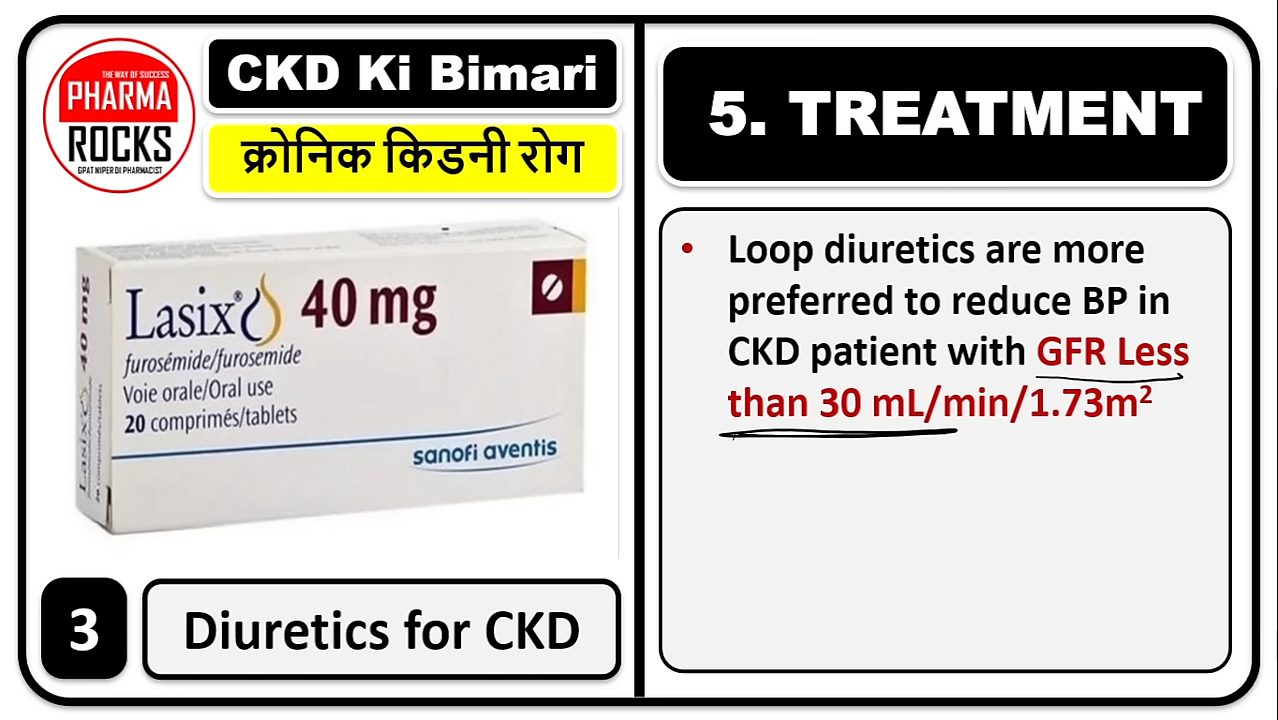 THE WAY OF SUCCESS
PHARMA
ROCKS
GPAT NIPER DI PHARMACIST
CKD Ki Bimari
क्रोनिक किडनी रोग
Lasix® 40 mg
furosémide/furosemide
Voie orale/Oral use
20 comprimés/tablets
sanofi aventis
Lasix 40 mg
3
Diuretics for CKD
5. TREATMENT
• Loop diuretics are more
preferred to reduce BP in
CKD patient with GFR Less
than 30 mL/min/1.73m²